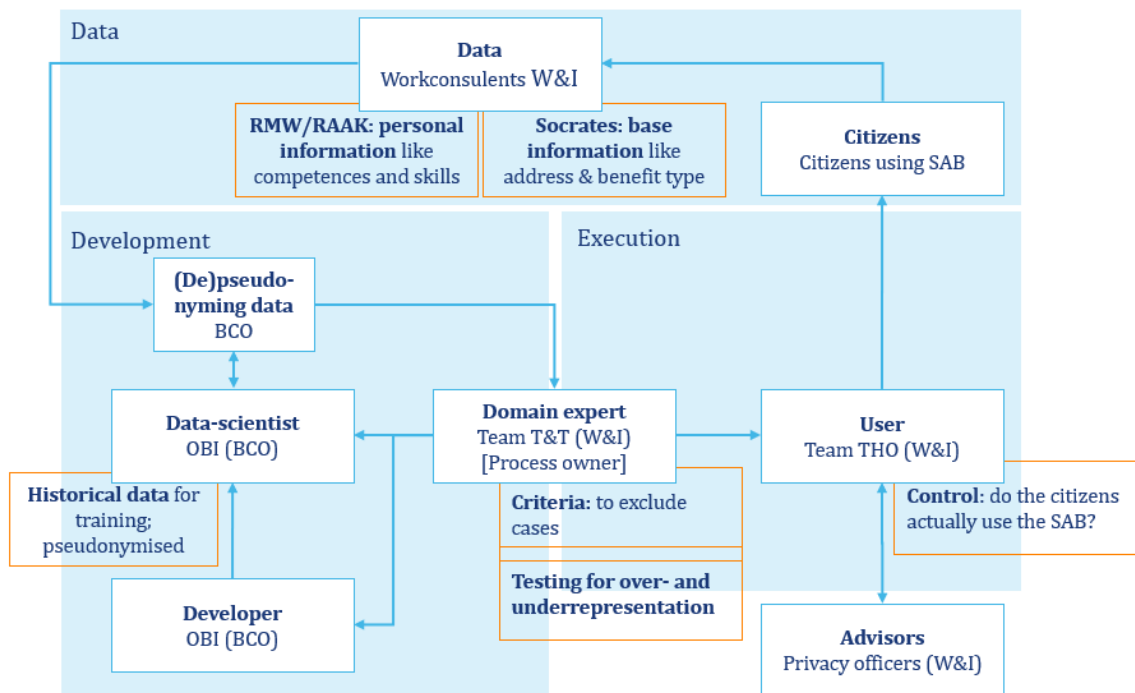 Data
Data
Workconsulents W&I
RMW/RAAK: personal
information like
competences and skills
Socrates: base
information like
address & benefit type
Citizens
Citizens using SAB
Development
Execution
(De)pseudo-
nyming data
BCO
Data-scientist
OBI (BCO)
Domain expert
Team T&T (W&I)
[Process owner]
User
Team THO (W&I)
Historical data for
training;
pseudonymised
Criteria: to exclude
cases
Control: do the citizens
actually use the SAB?
Testing for over- and
underrepresentation
Developer
OBI (BCO)
Advisors
Privacy officers (W&I)